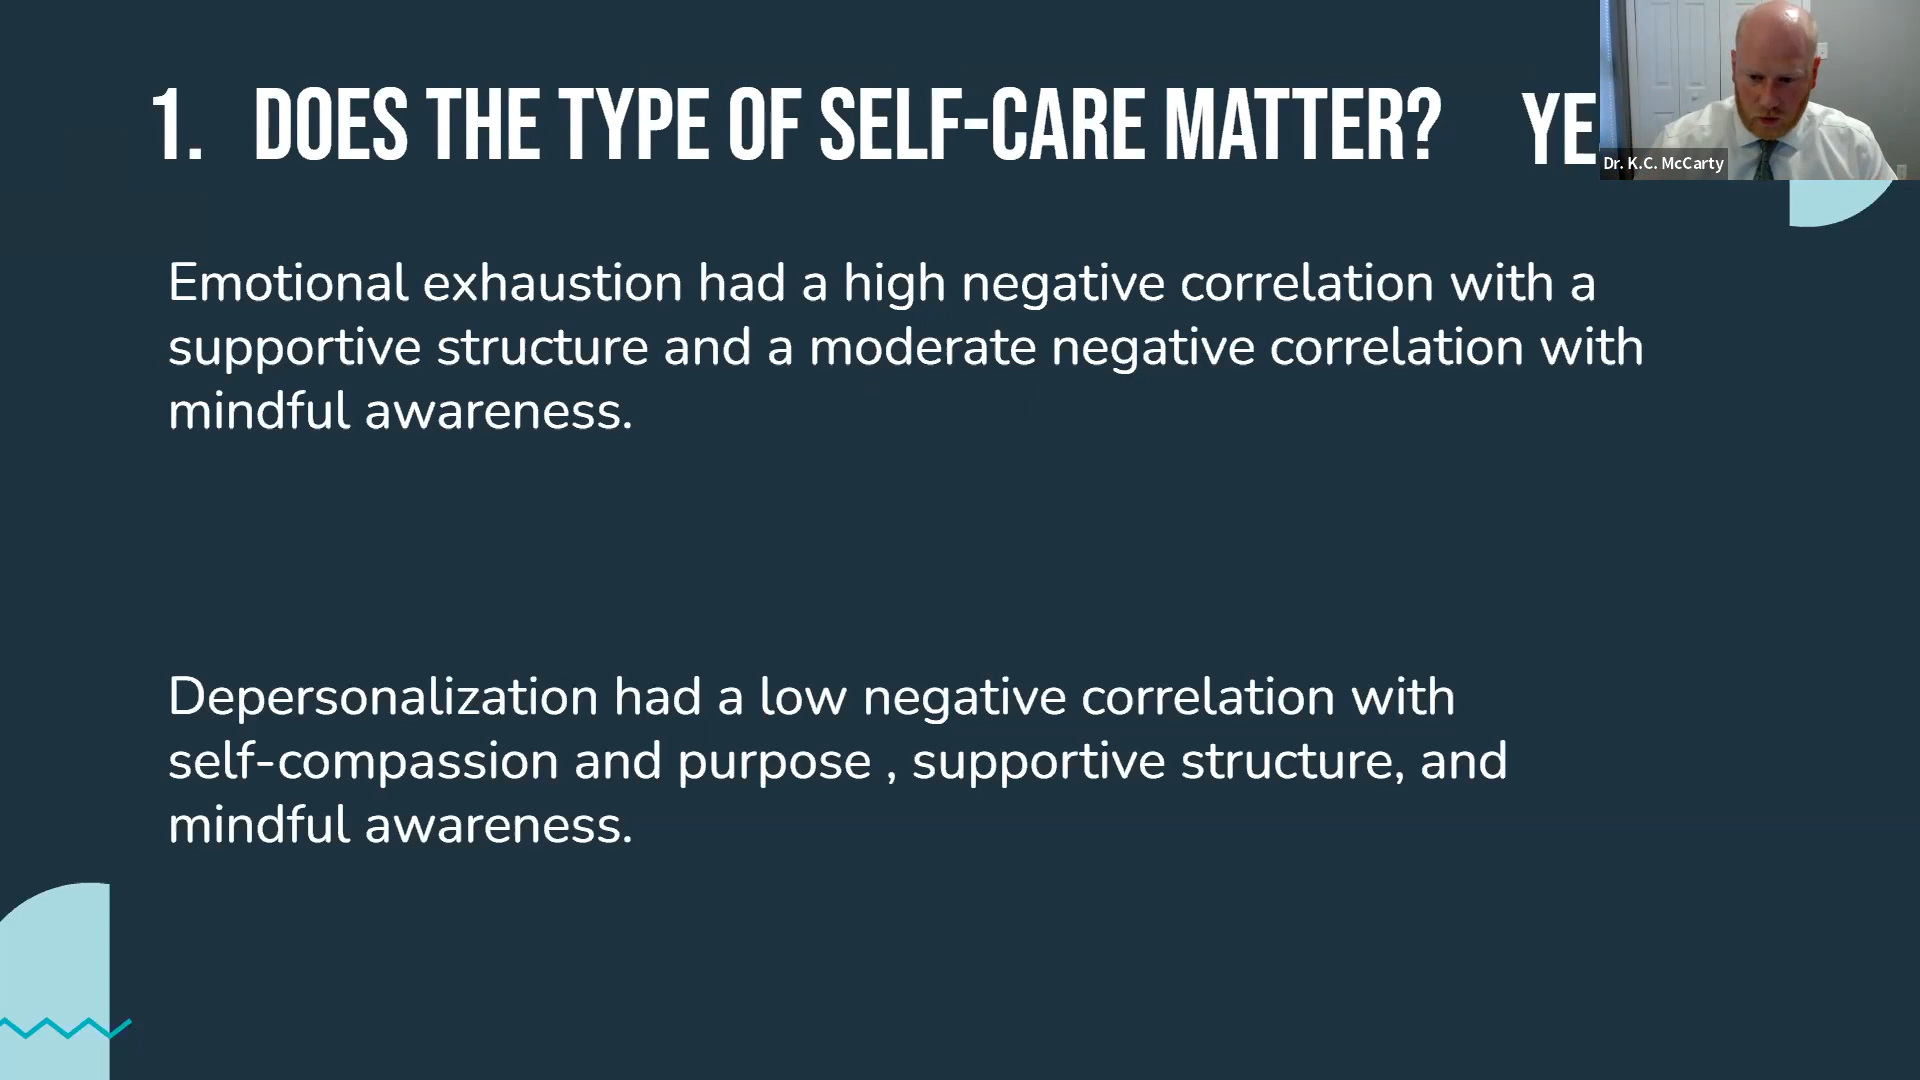 1. DOES THE TYPE OF SELF-CARE MATTER?
Dr. K.C. McCarty
Emotional exhaustion had a high negative correlation with a
supportive structure and a moderate negative correlation with
mindful awareness.
Depersonalization had a low negative correlation with
self-compassion and purpose , supportive structure, and
mindful awareness.